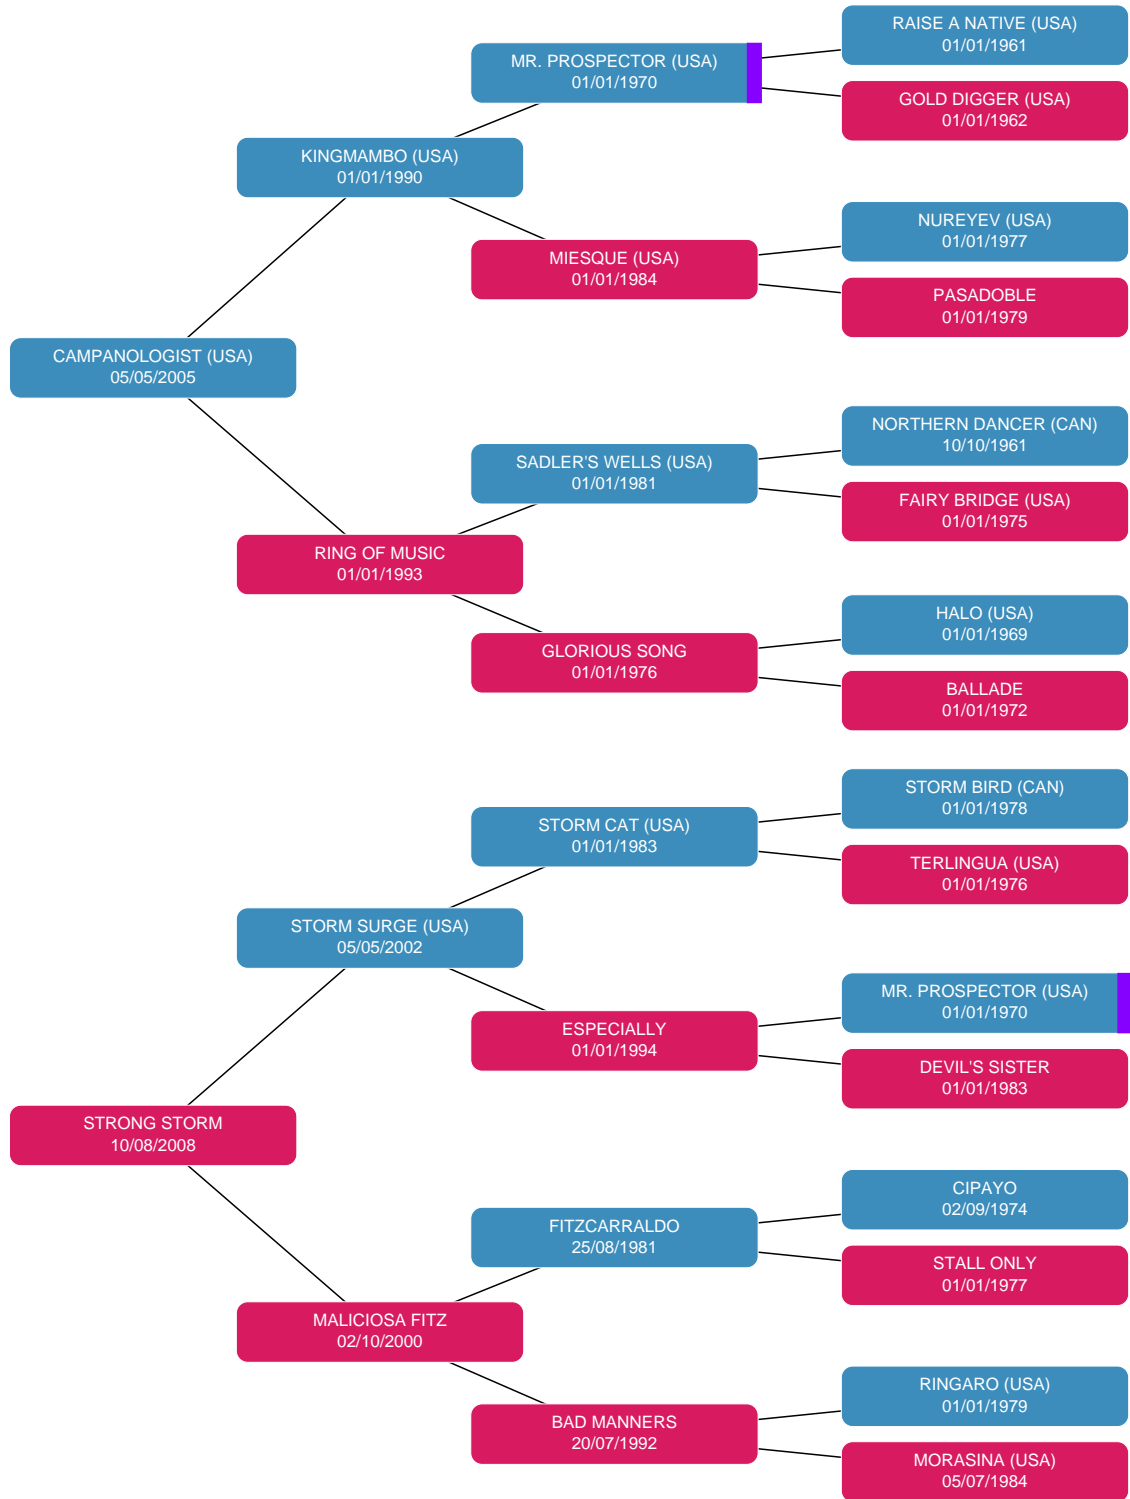 RAISE A NATIVE (USA)
01/01/1961
MR. PROSPECTOR (USA)
01/01/1970
GOLD DIGGER (USA)
01/01/1962
KINGMAMBO (USA)
01/01/1990
NUREYEV (USA)
01/01/1977
MIESQUE (USA)
01/01/1984
PASADOBLE
01/01/1979
CAMPANOLOGIST (USA)
05/05/2005
NORTHERN DANCER (CAN)
10/10/1961
SADLER'S WELLS (USA)
01/01/1981
FAIRY BRIDGE (USA)
01/01/1975
RING OF MUSIC
01/01/1993
HALO (USA)
01/01/1969
GLORIOUS SONG
01/01/1976
BALLADE
01/01/1972
STORM BIRD (CAN)
01/01/1978
STORM CAT (USA)
01/01/1983
TERLINGUA (USA)
01/01/1976
STORM SURGE (USA)
05/05/2002
MR. PROSPECTOR (USA)
01/01/1970
ESPECIALLY
01/01/1994
DEVIL'S SISTER
01/01/1983
STRONG STORM
10/08/2008
CIPAYO
02/09/1974
FITZCARRALDO
25/08/1981
STALL ONLY
01/01/1977
MALICIOSA FITZ
02/10/2000
RINGARO (USA)
01/01/1979
BAD MANNERS
20/07/1992
MORASINA (USA)
05/07/1984